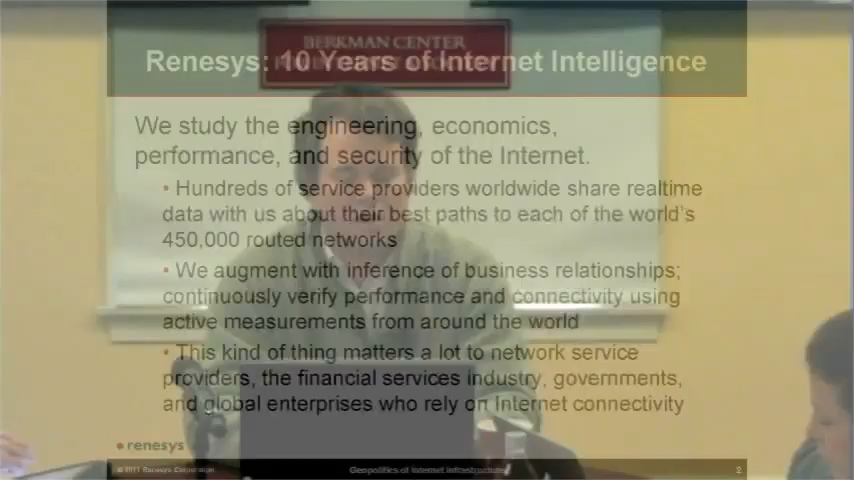 BERKMAN CENTER
Renesys: 10 Years of Internet Intelligence
We study the engineering, economics,
performance, and security of the Internet.
• Hundreds of service providers worldwide share realtime
data with us about their best paths to each of the world's
450,000 routed networks
• We augment with inference of business relationships;
continuously verify performance and connectivity using
active measurements from around the world
• This kind of thing matters a lot to network service
providers, the financial services industry, governments,
and global enterprises who rely on Internet connectivity
• renesys
© 2011 Renesys Corporation
Geopolitics of Internet Infrastructure
2